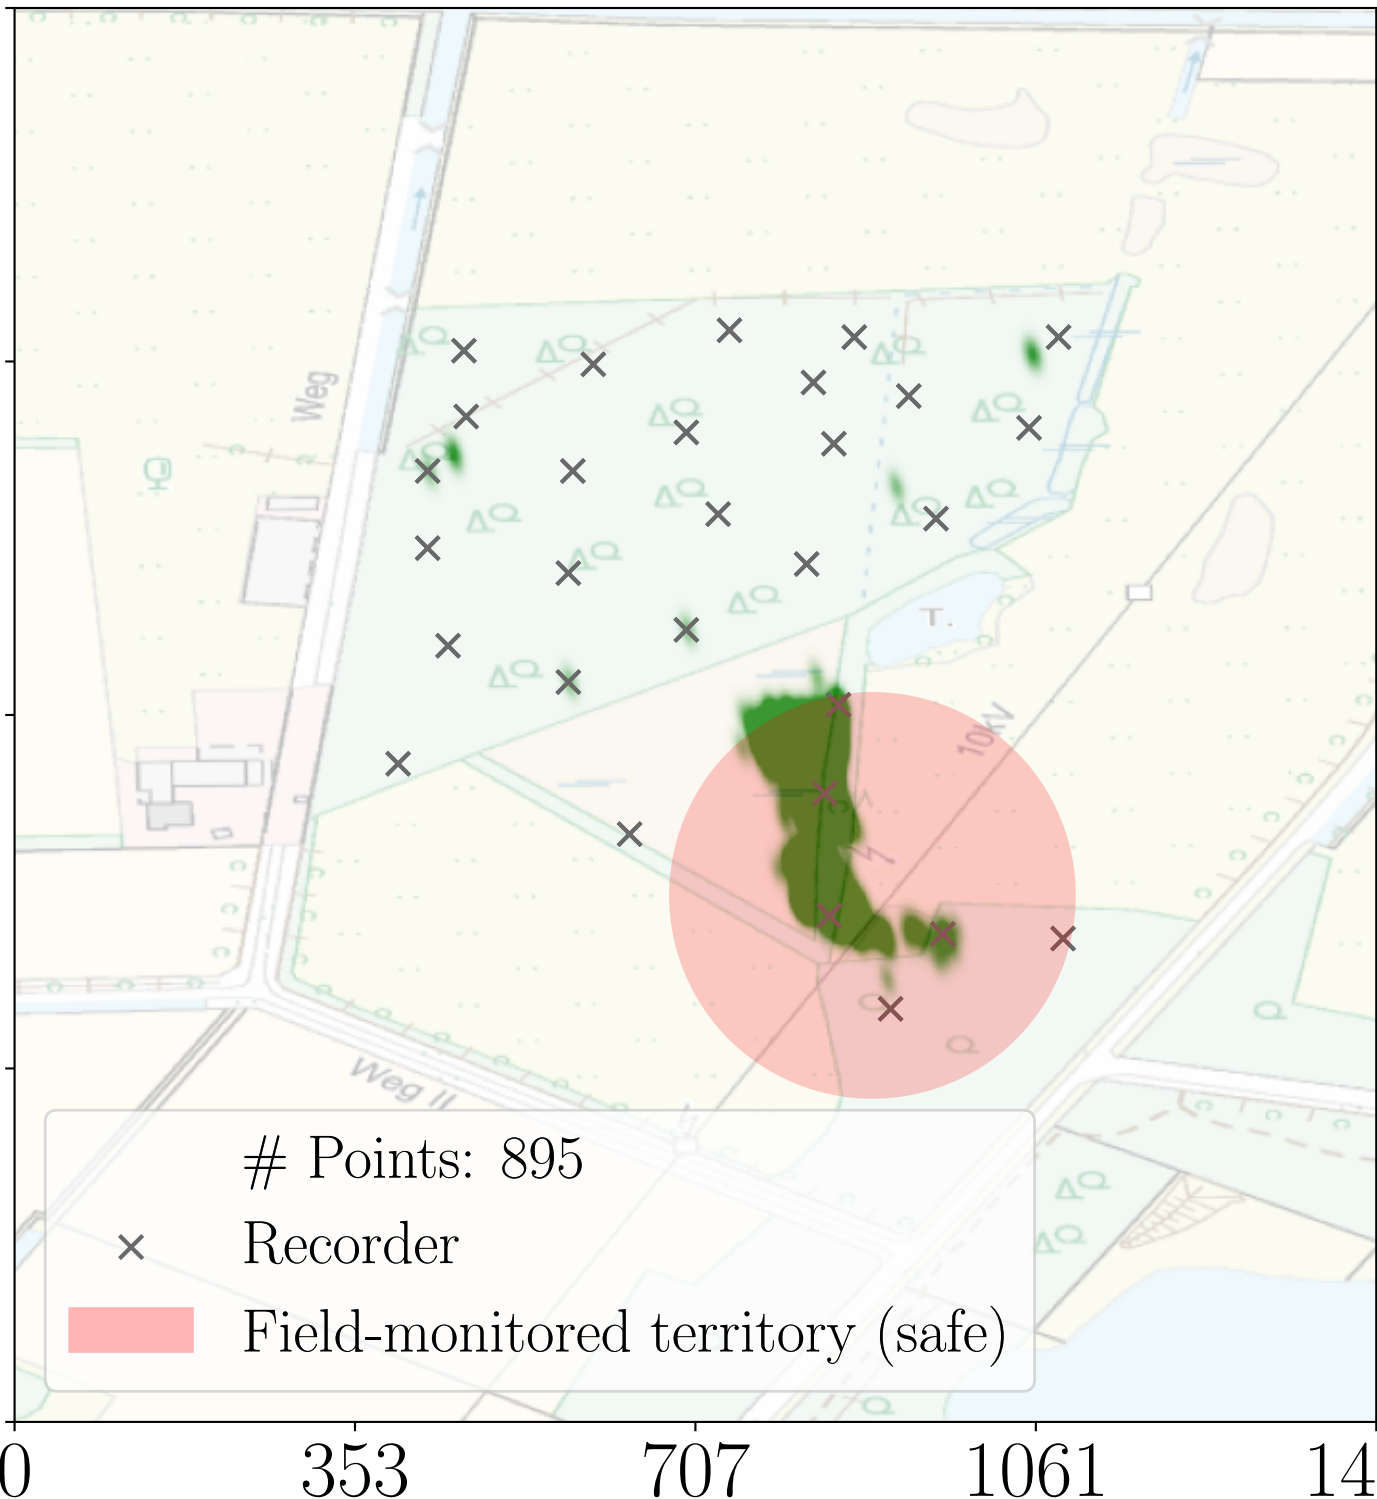 Weg
T.
10kV
Weg II
# Points: 895
Recorder
Field-monitored territory (safe)
0 353 707 1061 14